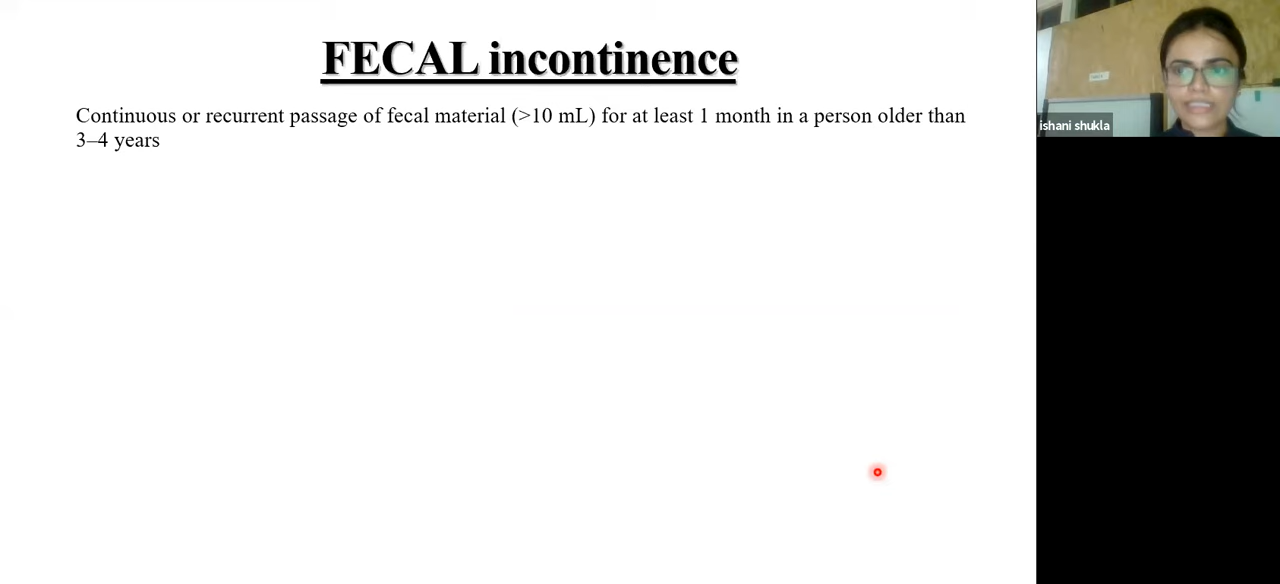 FECAL incontinence
Continuous or recurrent passage of fecal material (>10 mL) for at least 1 month in a person older than
3–4 years
ishani shukla